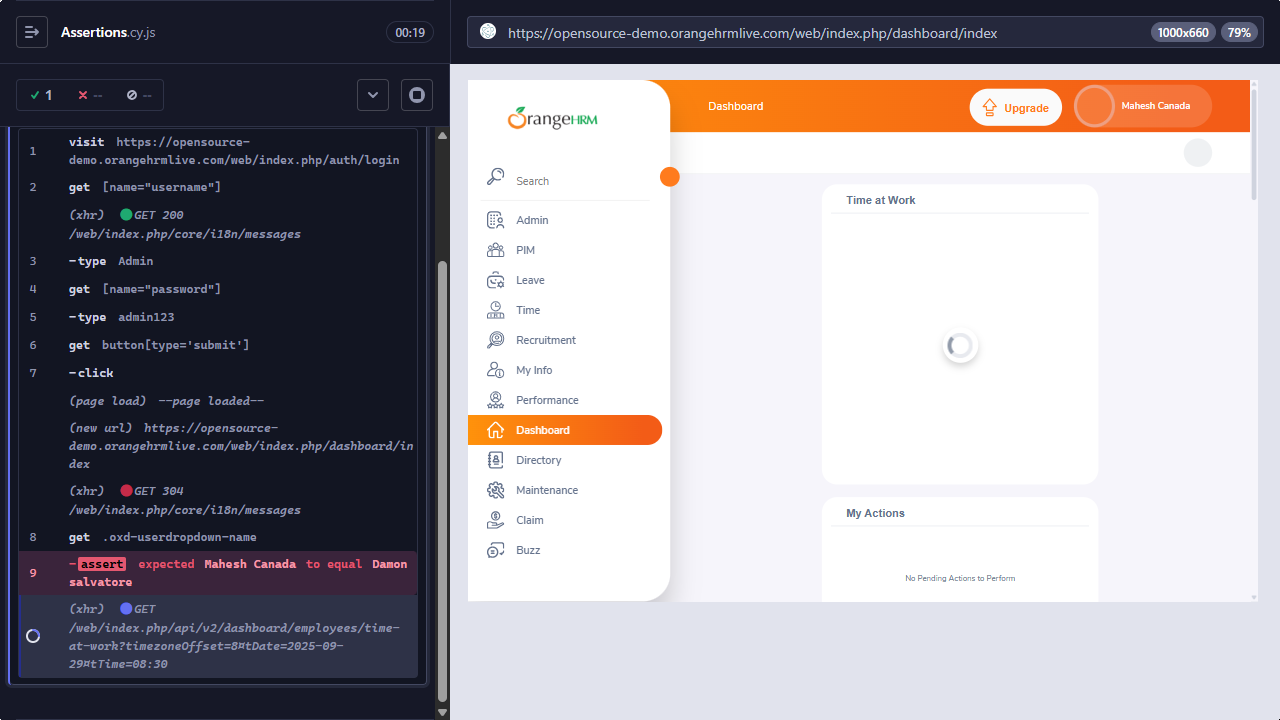 Assertions.cy.js
00:19
1
--
--
1 visit https://opensource-
demo.orangehrmlive.com/web/index.php/auth/login
2 get [name="username"]
(xhr) GET 200
/web/index.php/core/i18n/messages
3 -type Admin
4 get [name="password"]
5 -type admin123
6 get button[type='submit']
7 -click
(page load) --page loaded--
(new url) https://opensource-
demo.orangehrmlive.com/web/index.php/dashboard/in
dex
(xhr) GET 304
/web/index.php/core/i18n/messages
8 get .oxd-userdropdown-name
9 -assert expected Mahesh Canada to equal Damon
salvatore
(xhr) GET
/web/index.php/api/v2/dashboard/employees/time-
at-work?timezoneOffset=8¤tDate=2025-09-
29¤tTime=08:30
https://opensource-demo.orangehrmlive.com/web/index.php/dashboard/index
1000x660
79%
OrangeHRM
Dashboard
Upgrade
Mahesh Canada
Search
Admin
PIM
Leave
Time
Recruitment
My Info
Performance
Dashboard
Directory
Maintenance
Claim
Buzz
Time at Work
My Actions
No Pending Actions to Perform